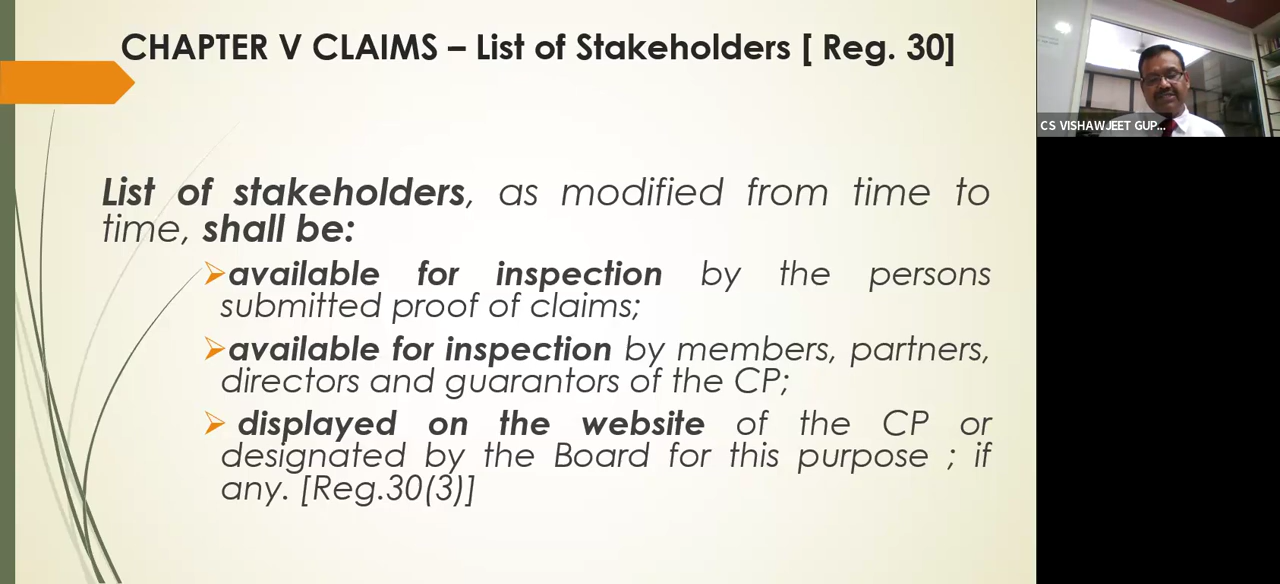 CHAPTER V CLAIMS – List of Stakeholders [ Reg. 30]
CS VISHAWJEET GUP...
List of stakeholders, as modified from time to
time, shall be:
➢available for inspection by the persons
submitted proof of claims;
➢available for inspection by members, partners,
directors and guarantors of the CP;
➢ displayed on the website of the CP or
designated by the Board for this purpose ; if
any. [Reg.30(3)]